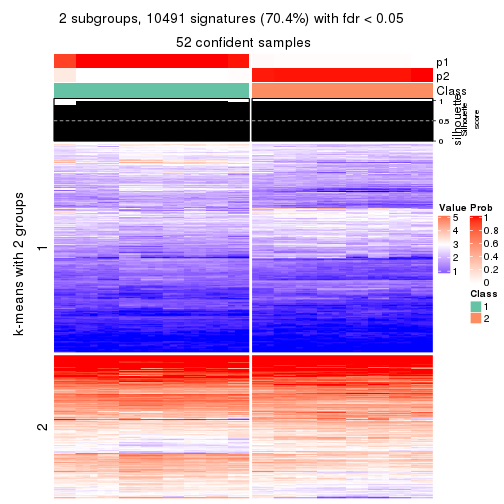 2 subgroups, 10491 signatures (70.4%) with fdr < 0.05
52 confident samples
p1
p2
Class
silhouette
Silhouette
score
1
0.5
0
k-means with 2 groups
1
2
Value
5
4
3
2
1
Prob
1
0.8
0.6
0.4
0.2
0
Class
1
2